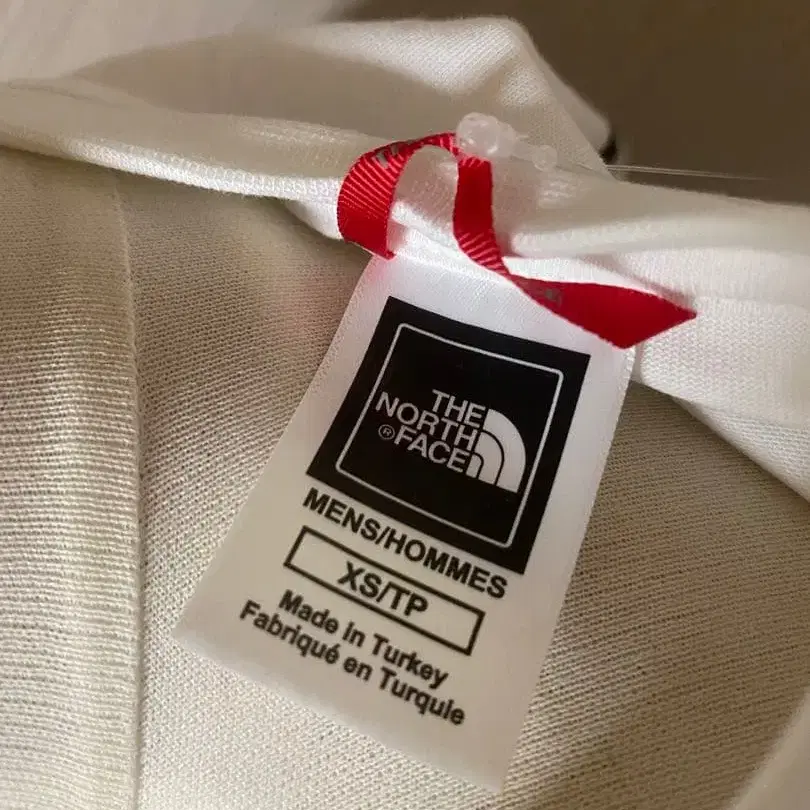 THE
NORTH
®FACE
MENS/HOMMES
XS/TP
Made in Turkey
Fabriqué en Turquie